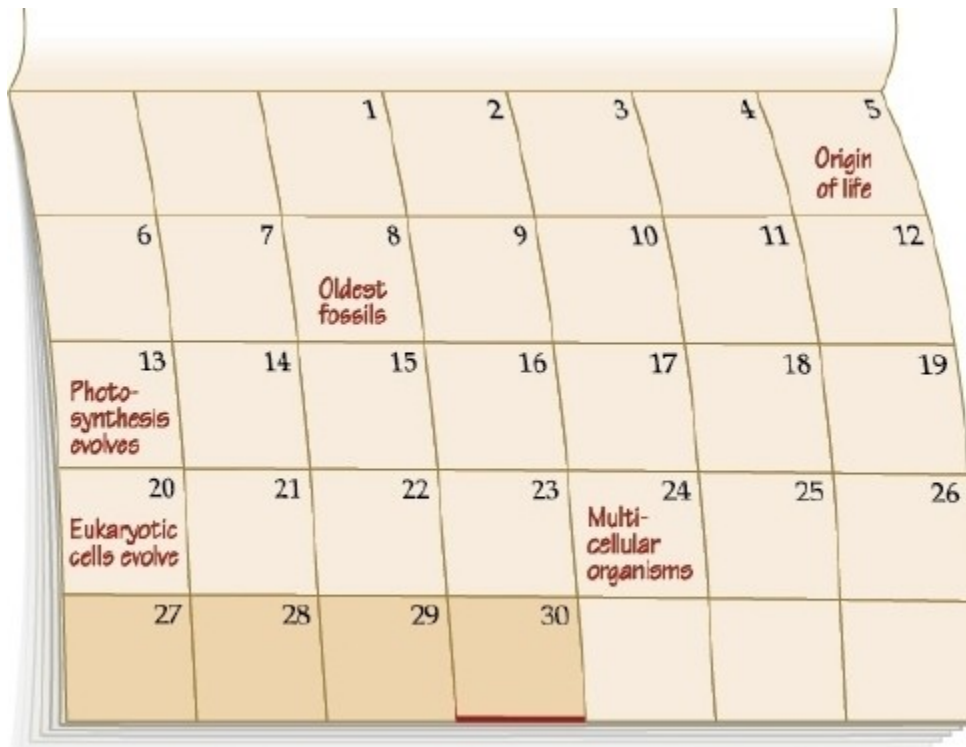 1 2 3 4 5
Origin
of life
6 7 8 9 10 11 12
Oldest
fossils
13 14 15 16 17 18 19
Photo-
synthesis
evolves
20 21 22 23 24 25 26
Eukaryotic
cells evolve
Multi-
cellular
organisms
27 28 29 30